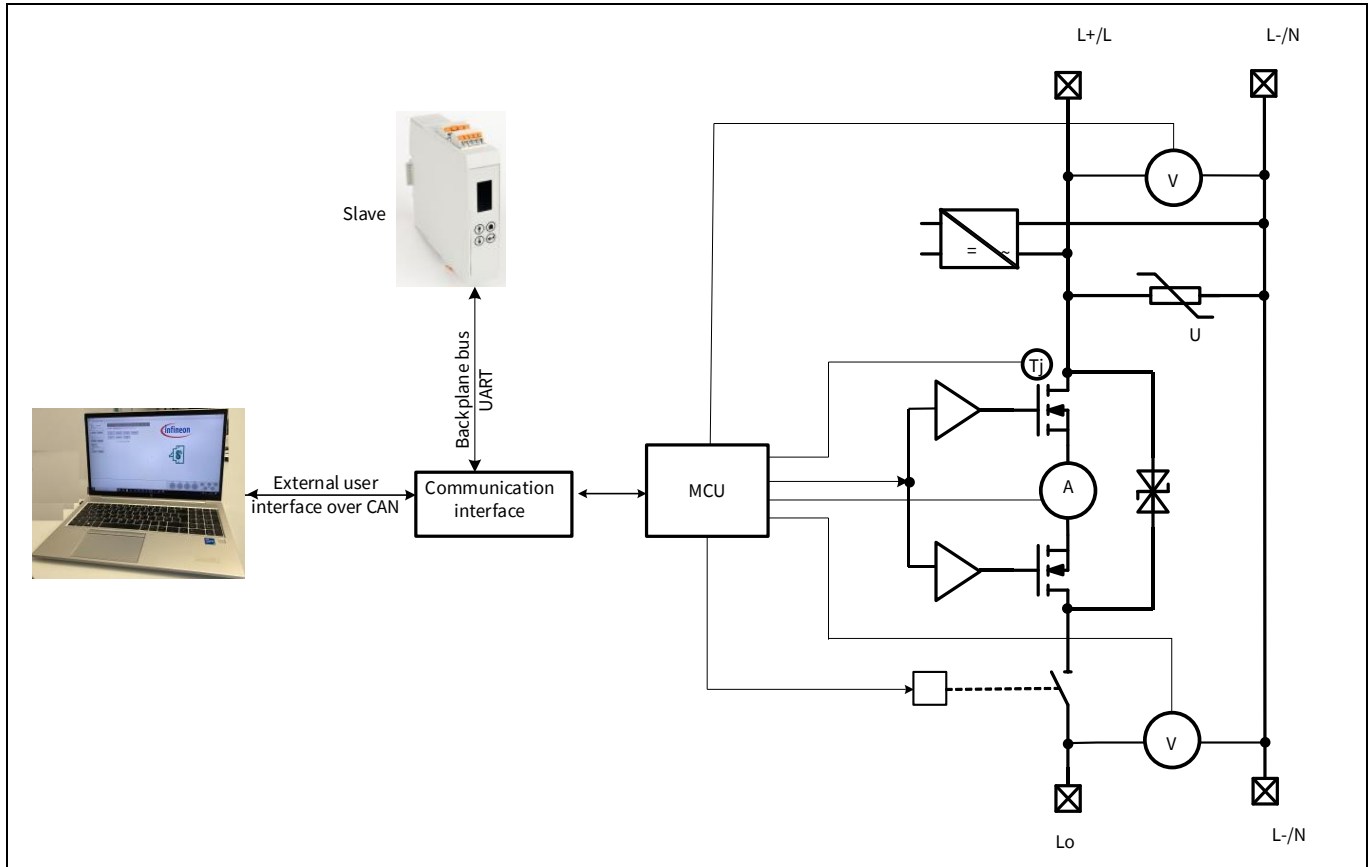 L+/L
L-/N
V
Slave
= ~
U
Tj
Backplane bus
UART
infineon
A
External user
interface over CAN
Communication
interface
MCU
V
Lo
L-/N